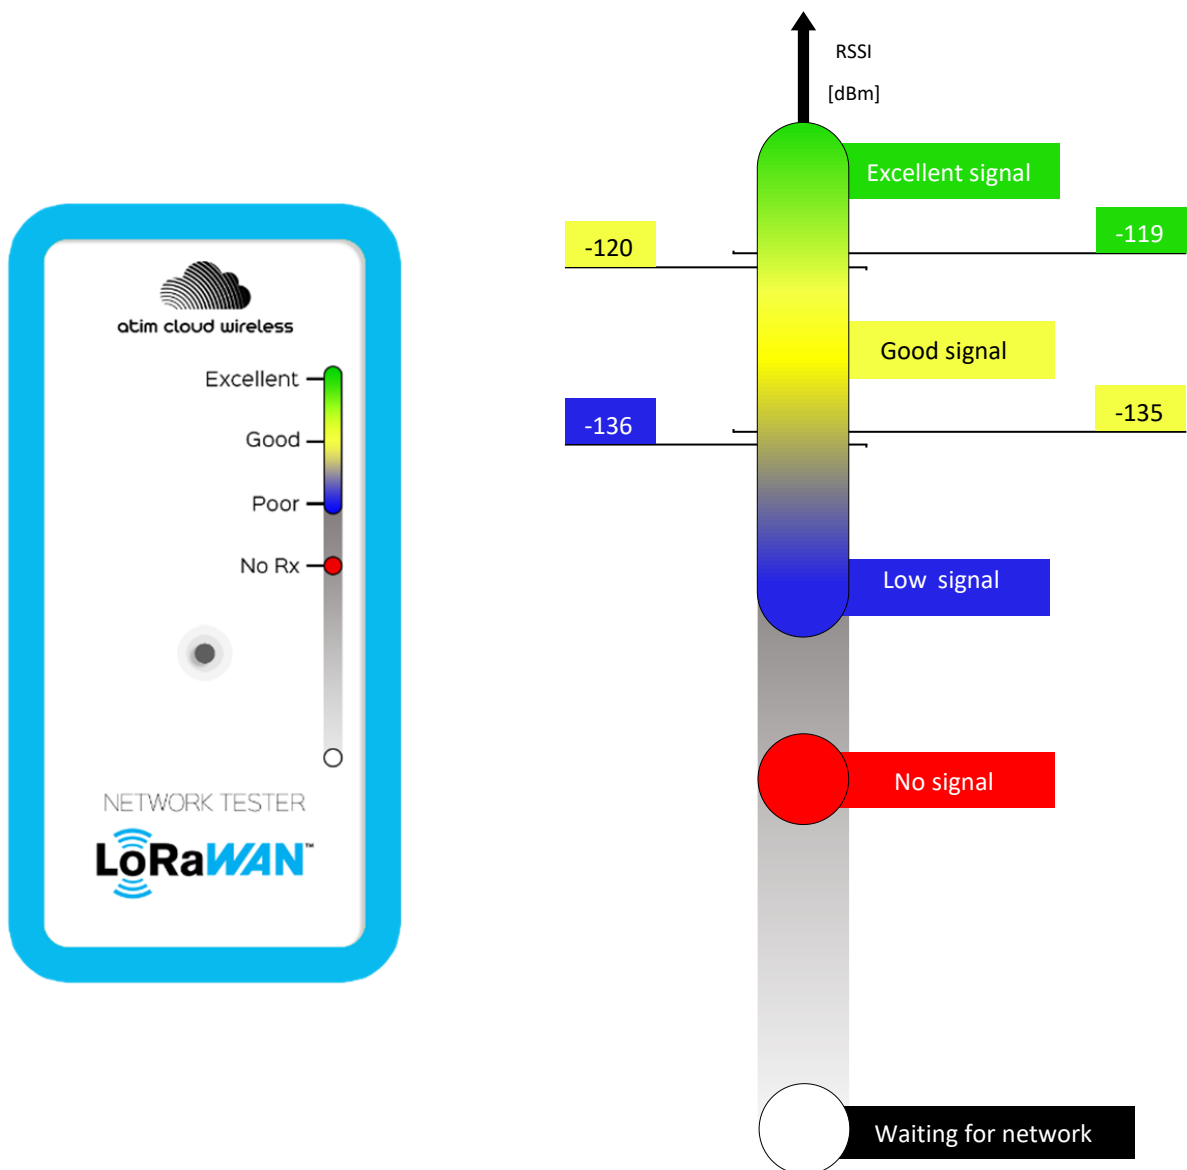 atim cloud wireless
Excellent
Good
Poor
No Rx
NETWORK TESTER
LoRaWAN™
RSSI
[dBm]
Excellent signal
-120
-119
Good signal
-136
-135
Low signal
No signal
Waiting for network